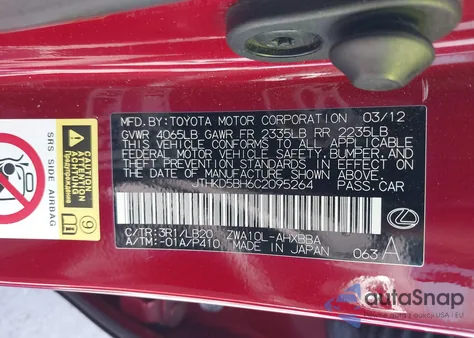 MFD.BY:TOYOTA MOTOR CORPORATION 03/12
GVWR 4065LB GAWR FR 2335LB RR 2235LB
THIS VEHICLE CONFORMS TO ALL APPLICABLE
FEDERAL MOTOR VEHICLE SAFETY, BUMPER, AND
THEFT PREVENTION STANDARDS IN EFFECT ON
THE DATE OF MANUFACTURE SHOWN ABOVE.
JTHKD5BH6C2095264 PASS.CAR
C/TR:3R1/LB20 ZWA10L-AHXBBA
A/TM:-01A/P410 MADE IN JAPAN 063 A
SRS SIDE AIRBAG
9
autoSnap